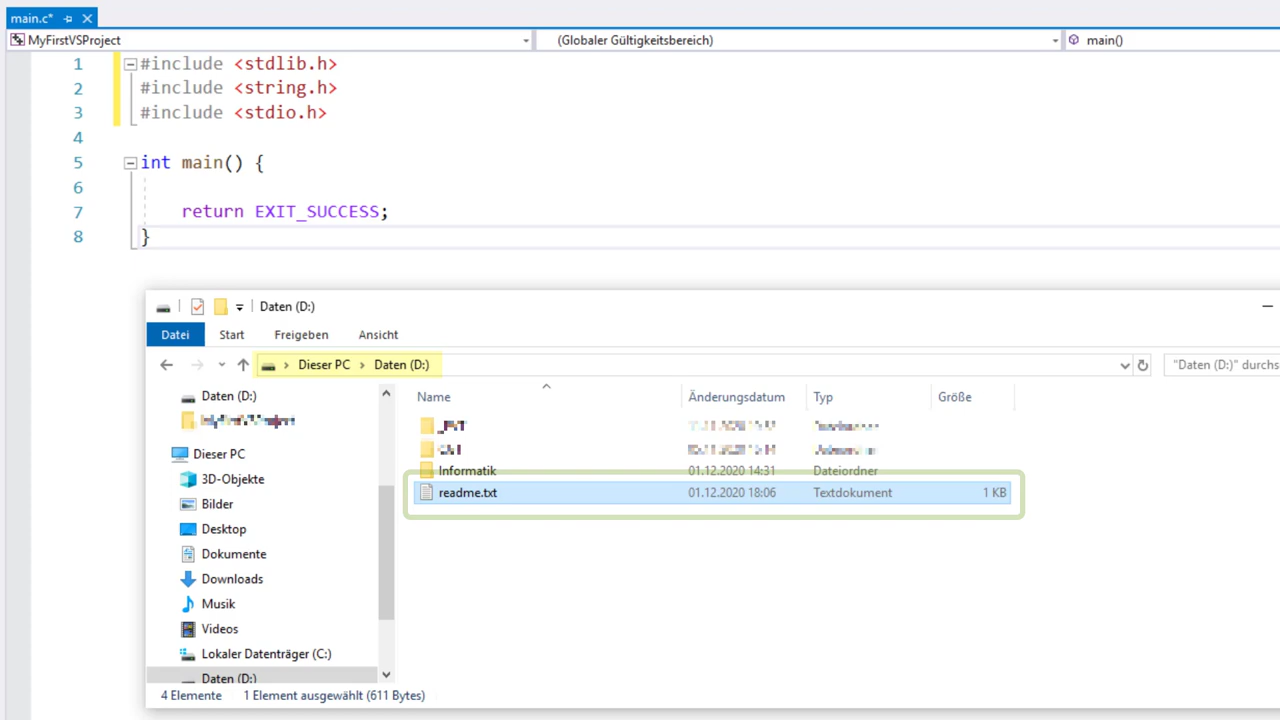 main.c*
MyFirstVSProject (Globaler Gültigkeitsbereich) main()
1 #include <stdlib.h>
2 #include <string.h>
3 #include <stdio.h>
4
5 int main() {
6
7 return EXIT_SUCCESS;
8 }
Daten (D:)
Datei Start Freigeben Ansicht
Dieser PC > Daten (D:) "Daten (D:)" durchs
Daten (D:)
Dieser PC
3D-Objekte
Bilder
Desktop
Dokumente
Downloads
Musik
Videos
Lokaler Datenträger (C:)
Daten (D:)
Name Änderungsdatum Typ Größe
Informatik 01.12.2020 14:31 Dateiordner
readme.txt 01.12.2020 18:06 Textdokument 1 KB
4 Elemente 1 Element ausgewählt (611 Bytes)